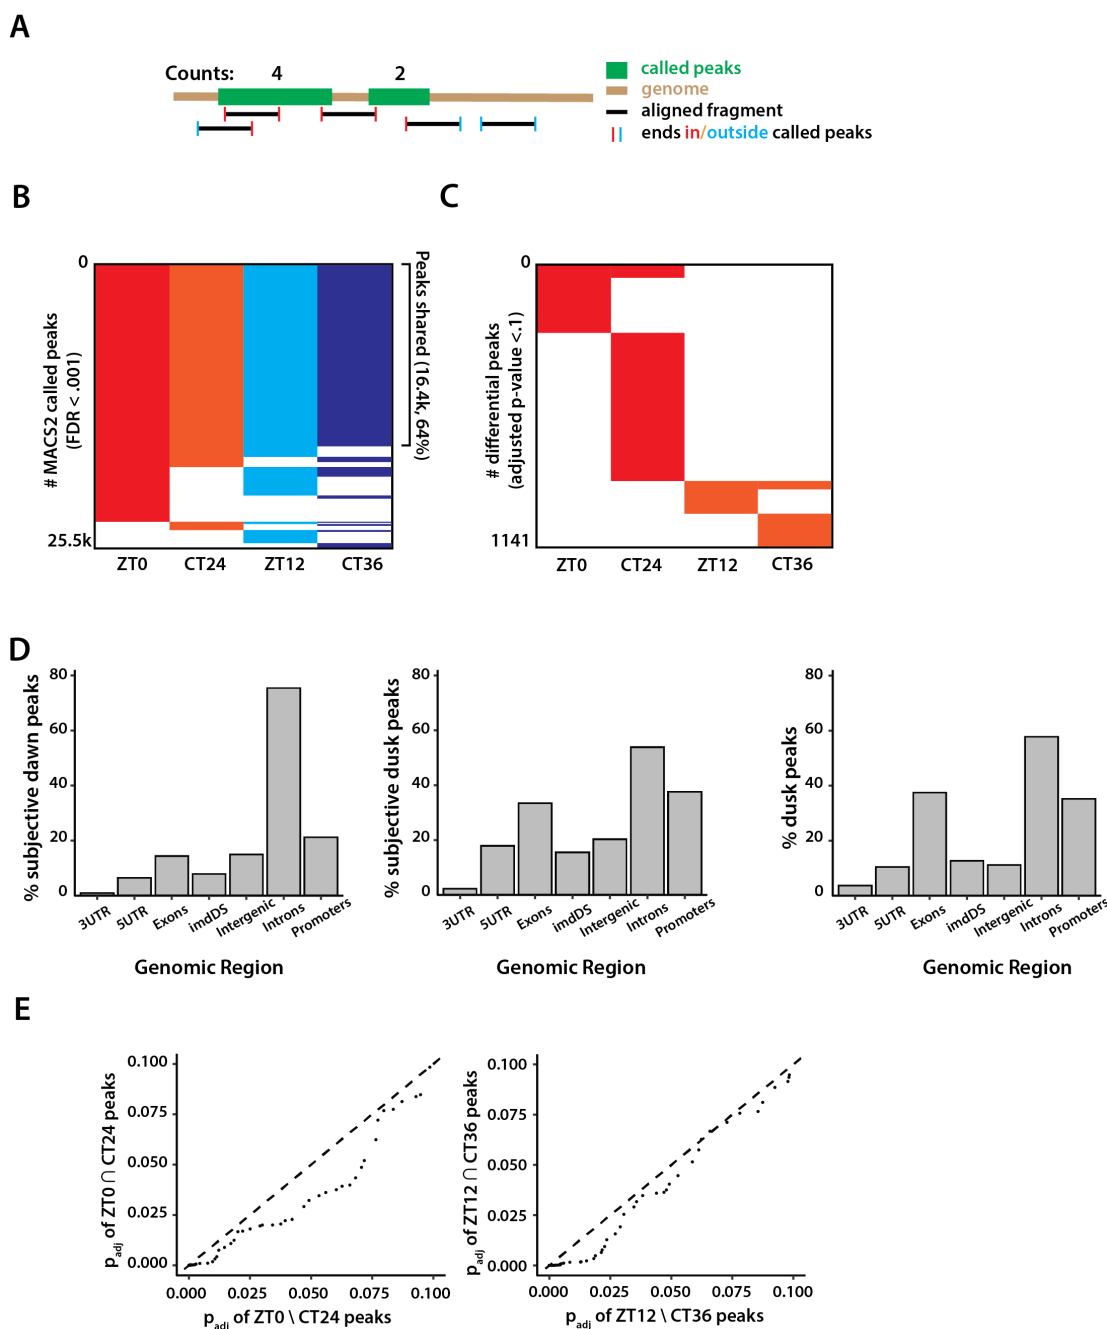 A
Counts: 4 2
called peaks
genome
aligned fragment
ends in/outside called peaks
B
C
0
# MACS2 called peaks
(FDR < .001)
25.5k
Peaks shared (16.4k, 64%)
ZT0 CT24 ZT12 CT36
0
# differential peaks
(adjusted p-value <.1)
1141
ZT0 CT24 ZT12 CT36
D
% subjective dawn peaks
80
60
40
20
0
3UTR 5UTR Exons imdDS Intergenic Introns Promoters
Genomic Region
% subjective dusk peaks
80
60
40
20
0
3UTR 5UTR Exons imdDS Intergenic Introns Promoters
Genomic Region
% dusk peaks
80
60
40
20
0
3UTR 5UTR Exons imdDS Intergenic Introns Promoters
Genomic Region
E
padj of ZT0 ∩ CT24 peaks
0.100
0.075
0.050
0.025
0.000
0.000 0.025 0.050 0.075 0.100
padj of ZT0 \ CT24 peaks
padj of ZT12 ∩ CT36 peaks
0.100
0.075
0.050
0.025
0.000
0.000 0.025 0.050 0.075 0.100
padj of ZT12 \ CT36 peaks